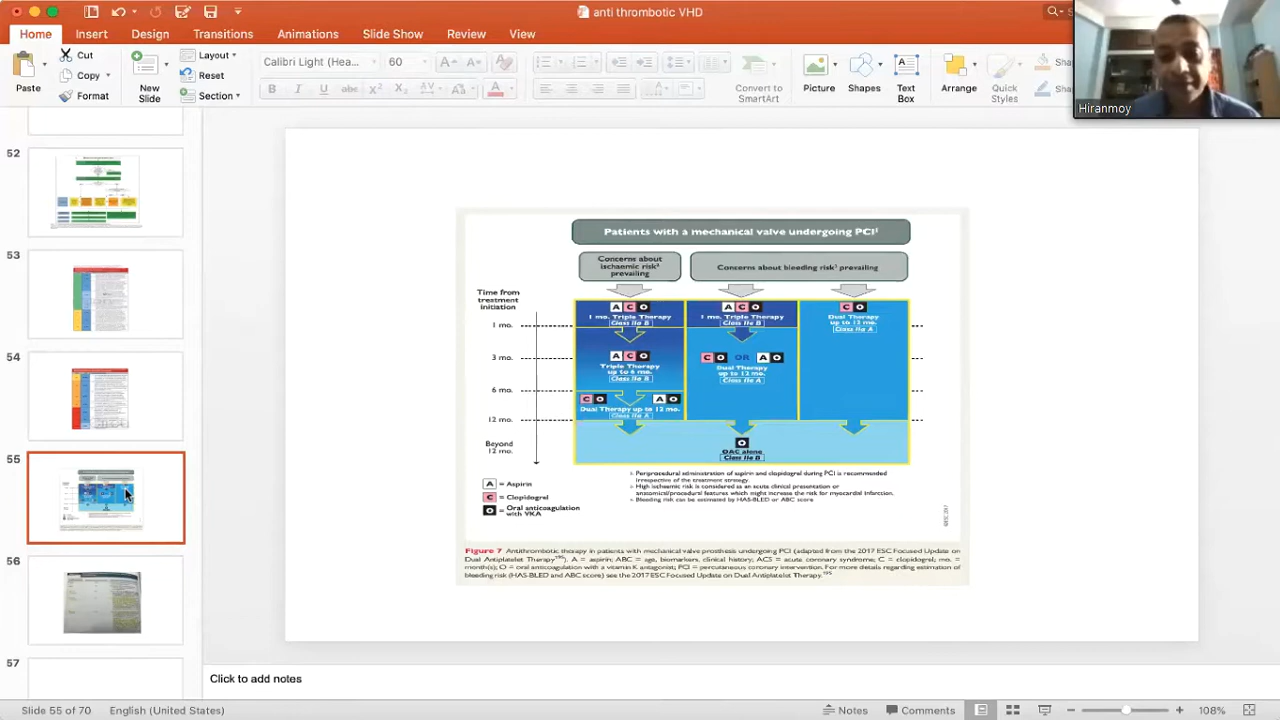 anti thrombotic VHD
Home Insert Design Transitions Animations Slide Show Review View
Paste
Cut
Copy
Format
New Slide
Layout
Reset
Section
Calibri Light (Hea... 60
Convert to SmartArt
Picture
Shapes
Text Box
Arrange
Quick Styles
Hiranmoy
52
53
54
55
56
57
Patients with a mechanical valve undergoing PCI¹
Concerns about
ischaemic risk²
prevailing
Concerns about bleeding risk³ prevailing
Time from
treatment
initiation
1 mo.
3 mo.
6 mo.
12 mo.
Beyond
12 mo.
A C O
1 mo. Triple Therapy
Class IIa B
A C O
Triple Therapy
up to 6 mo.
Class IIa B
C O A O
Dual Therapy up to 12 mo.
Class IIa A
A C O
1 mo. Triple Therapy
Class IIa B
C O OR A O
Dual Therapy
up to 12 mo.
Class IIa A
C O
Dual Therapy
up to 12 mo.
Class IIa A
O
OAC alone
Class IIa B
A = Aspirin
C = Clopidogrel
O = Oral anticoagulation
with VKA
Periprocedural administration of aspirin and clopidogrel during PCI is recommended
irrespective of the treatment strategy.
High ischaemic risk is considered as an acute clinical presentation or
anatomical/procedural features which might increase the risk for myocardial infarction.
Bleeding risk can be estimated by HAS-BLED or ABC score
Figure 7 Antithrombotic therapy in patients with mechanical valve prosthesis undergoing PCI (adapted from the 2017 ESC Focused Update on
Dual Antiplatelet Therapy). A = aspirin; ABC = age, biomarkers, clinical history; ACS = acute coronary syndrome; C = clopidogrel; mo. =
month(s); O = oral anticoagulation with a vitamin K antagonist; PCI = percutaneous coronary intervention. For more details regarding estimation of
bleeding risk (HAS-BLED and ABC score) see the 2017 ESC Focused Update on Dual Antiplatelet Therapy.
Click to add notes
Slide 55 of 70 English (United States) Notes Comments 108%